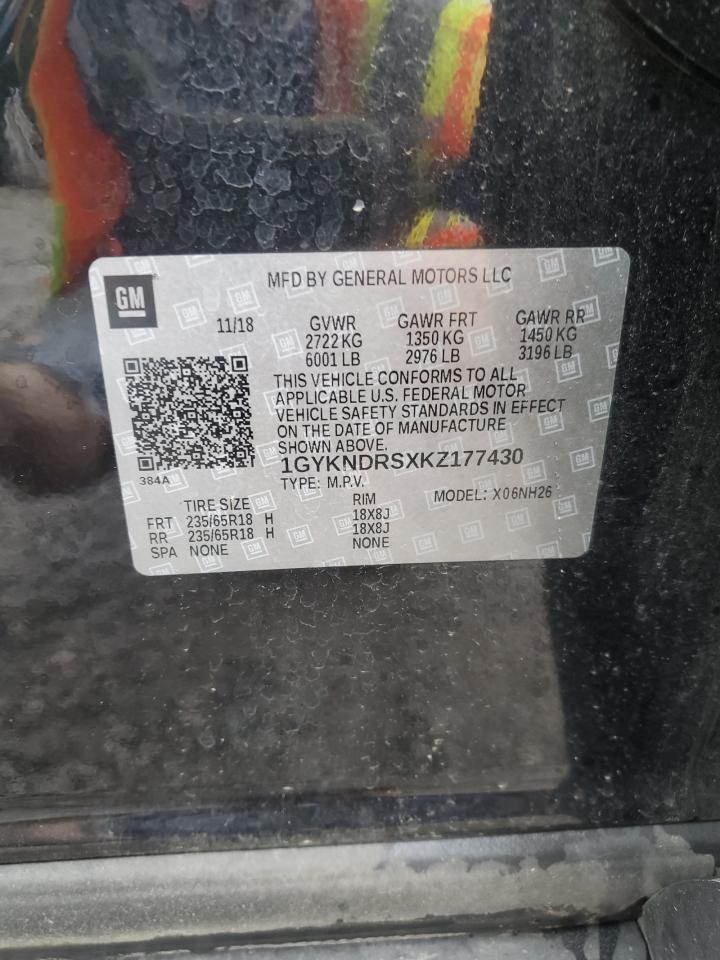 GM
MFD BY GENERAL MOTORS LLC
11/18 GVWR GAWR FRT GAWR RR
2722 KG 1350 KG 1450 KG
6001 LB 2976 LB 3196 LB
THIS VEHICLE CONFORMS TO ALL
APPLICABLE U.S. FEDERAL MOTOR
VEHICLE SAFETY STANDARDS IN EFFECT
ON THE DATE OF MANUFACTURE
SHOWN ABOVE.
1GYKNDRSXKZ177430
384A
TYPE: M.P.V. MODEL: X06NH26
TIRE SIZE RIM
FRT 235/65R18 H 18X8J
RR 235/65R18 H 18X8J
SPA NONE NONE